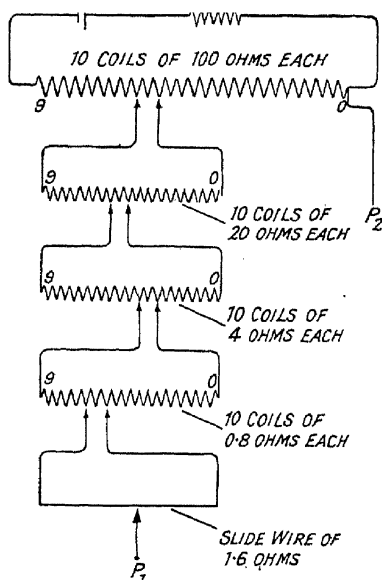 10 COILS OF 100 OHMS EACH
9 0
P2
9 0
10 COILS OF
20 OHMS EACH
9 0
10 COILS OF
4 OHMS EACH
9 0
10 COILS OF
0·8 OHMS EACH
SLIDE WIRE OF
1·6 OHMS
P1